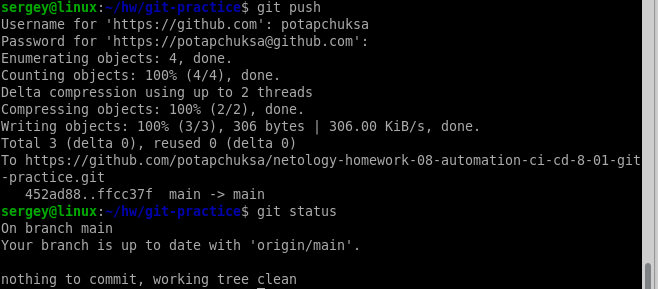 sergey@linux:~/hw/git-practice$ git push
Username for 'https://github.com': potapchuksa
Password for 'https://potapchuksa@github.com':
Enumerating objects: 4, done.
Counting objects: 100% (4/4), done.
Delta compression using up to 2 threads
Compressing objects: 100% (2/2), done.
Writing objects: 100% (3/3), 306 bytes | 306.00 KiB/s, done.
Total 3 (delta 0), reused 0 (delta 0)
To https://github.com/potapchuksa/netology-homework-08-automation-ci-cd-8-01-git
-practice.git
   452ad88..ffcc37f  main -> main
sergey@linux:~/hw/git-practice$ git status
On branch main
Your branch is up to date with 'origin/main'.

nothing to commit, working tree clean